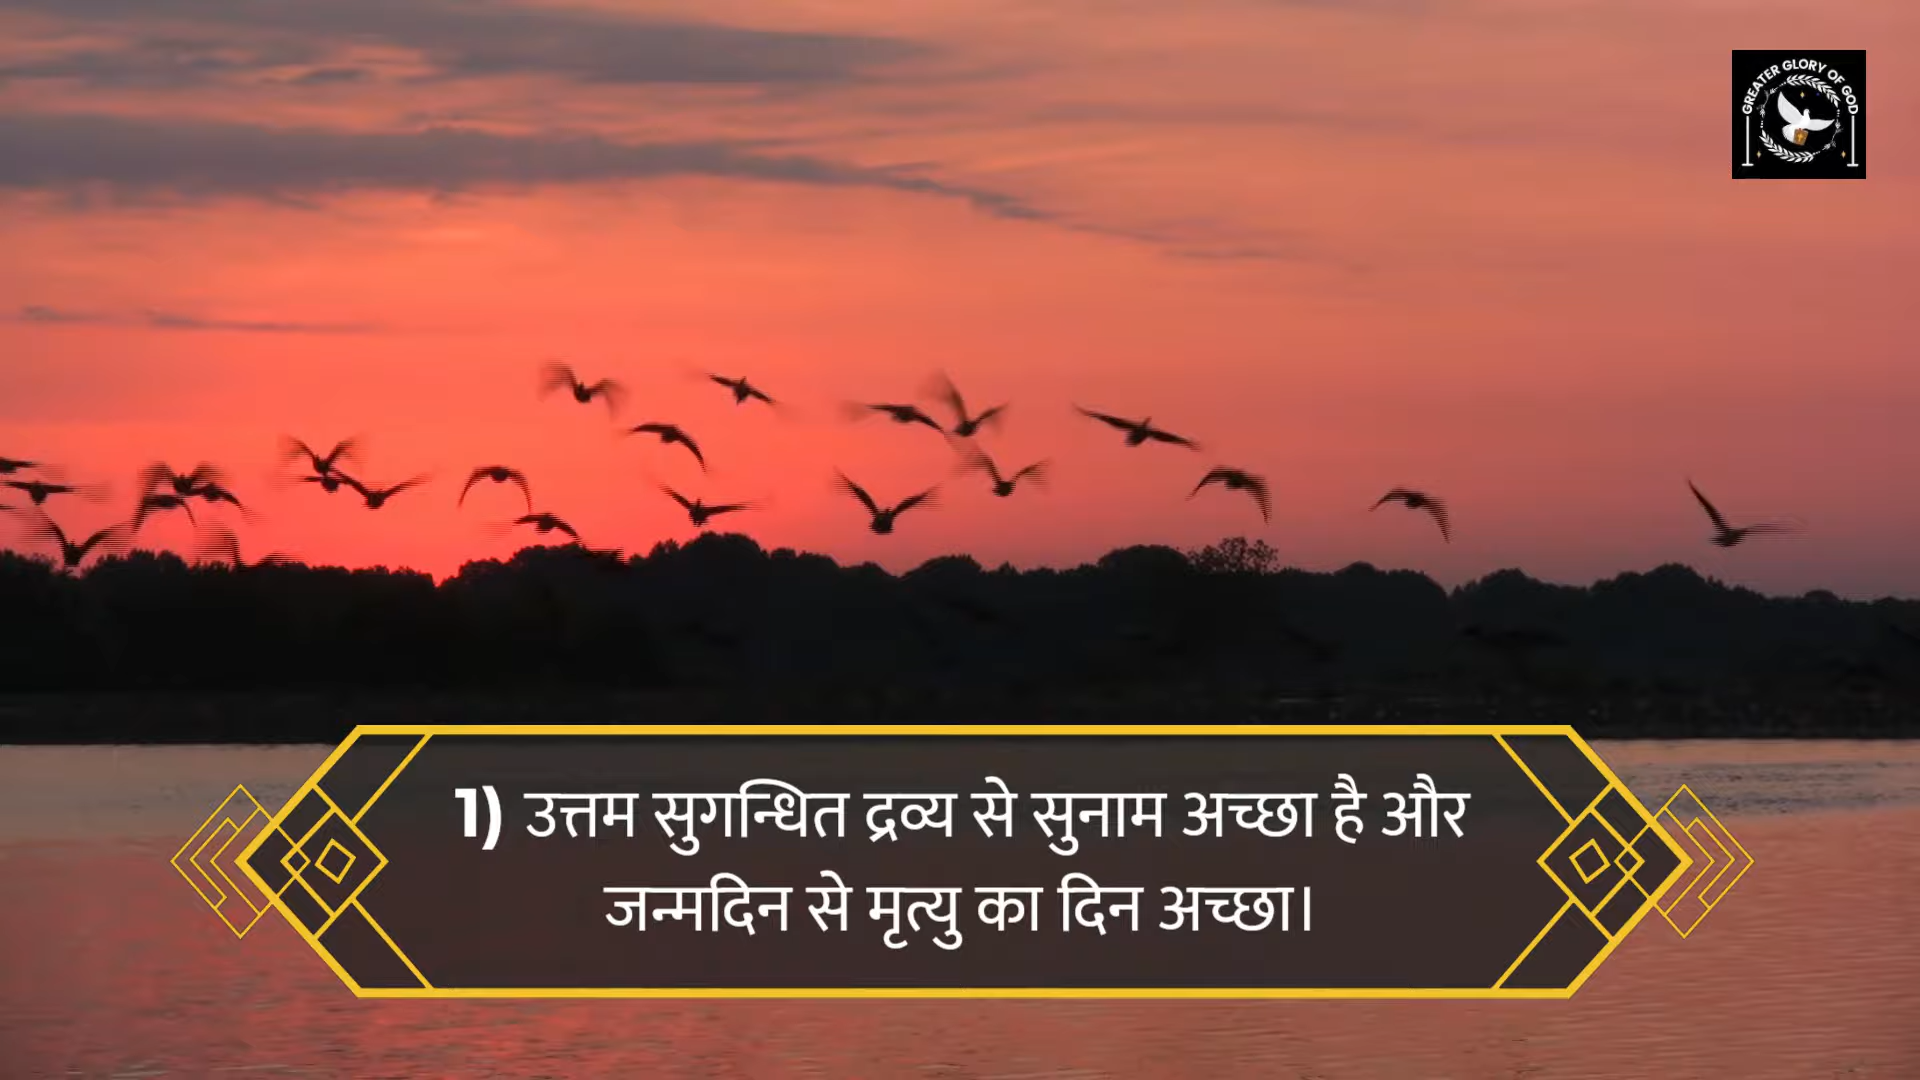 GREATER GLORY OF GOD
1) उत्तम सुगन्धित द्रव्य से सुनाम अच्छा है और
जन्मदिन से मृत्यु का दिन अच्छा।